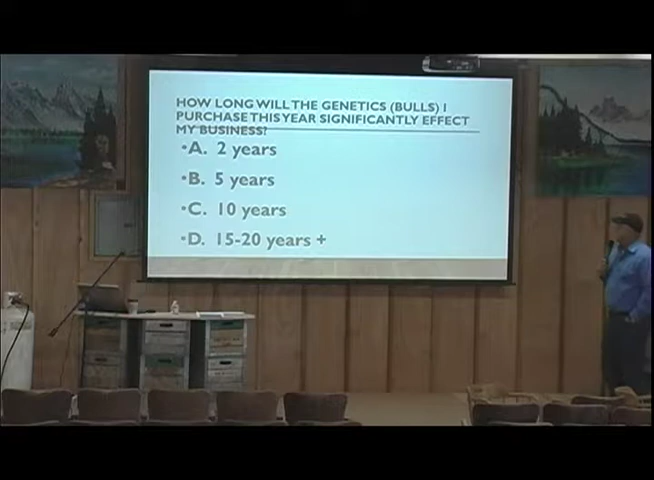 HOW LONG WILL THE GENETICS (BULLS) I
PURCHASE THIS YEAR SIGNIFICANTLY EFFECT
MY BUSINESS?
•A. 2 years
•B. 5 years
•C. 10 years
•D. 15-20 years +